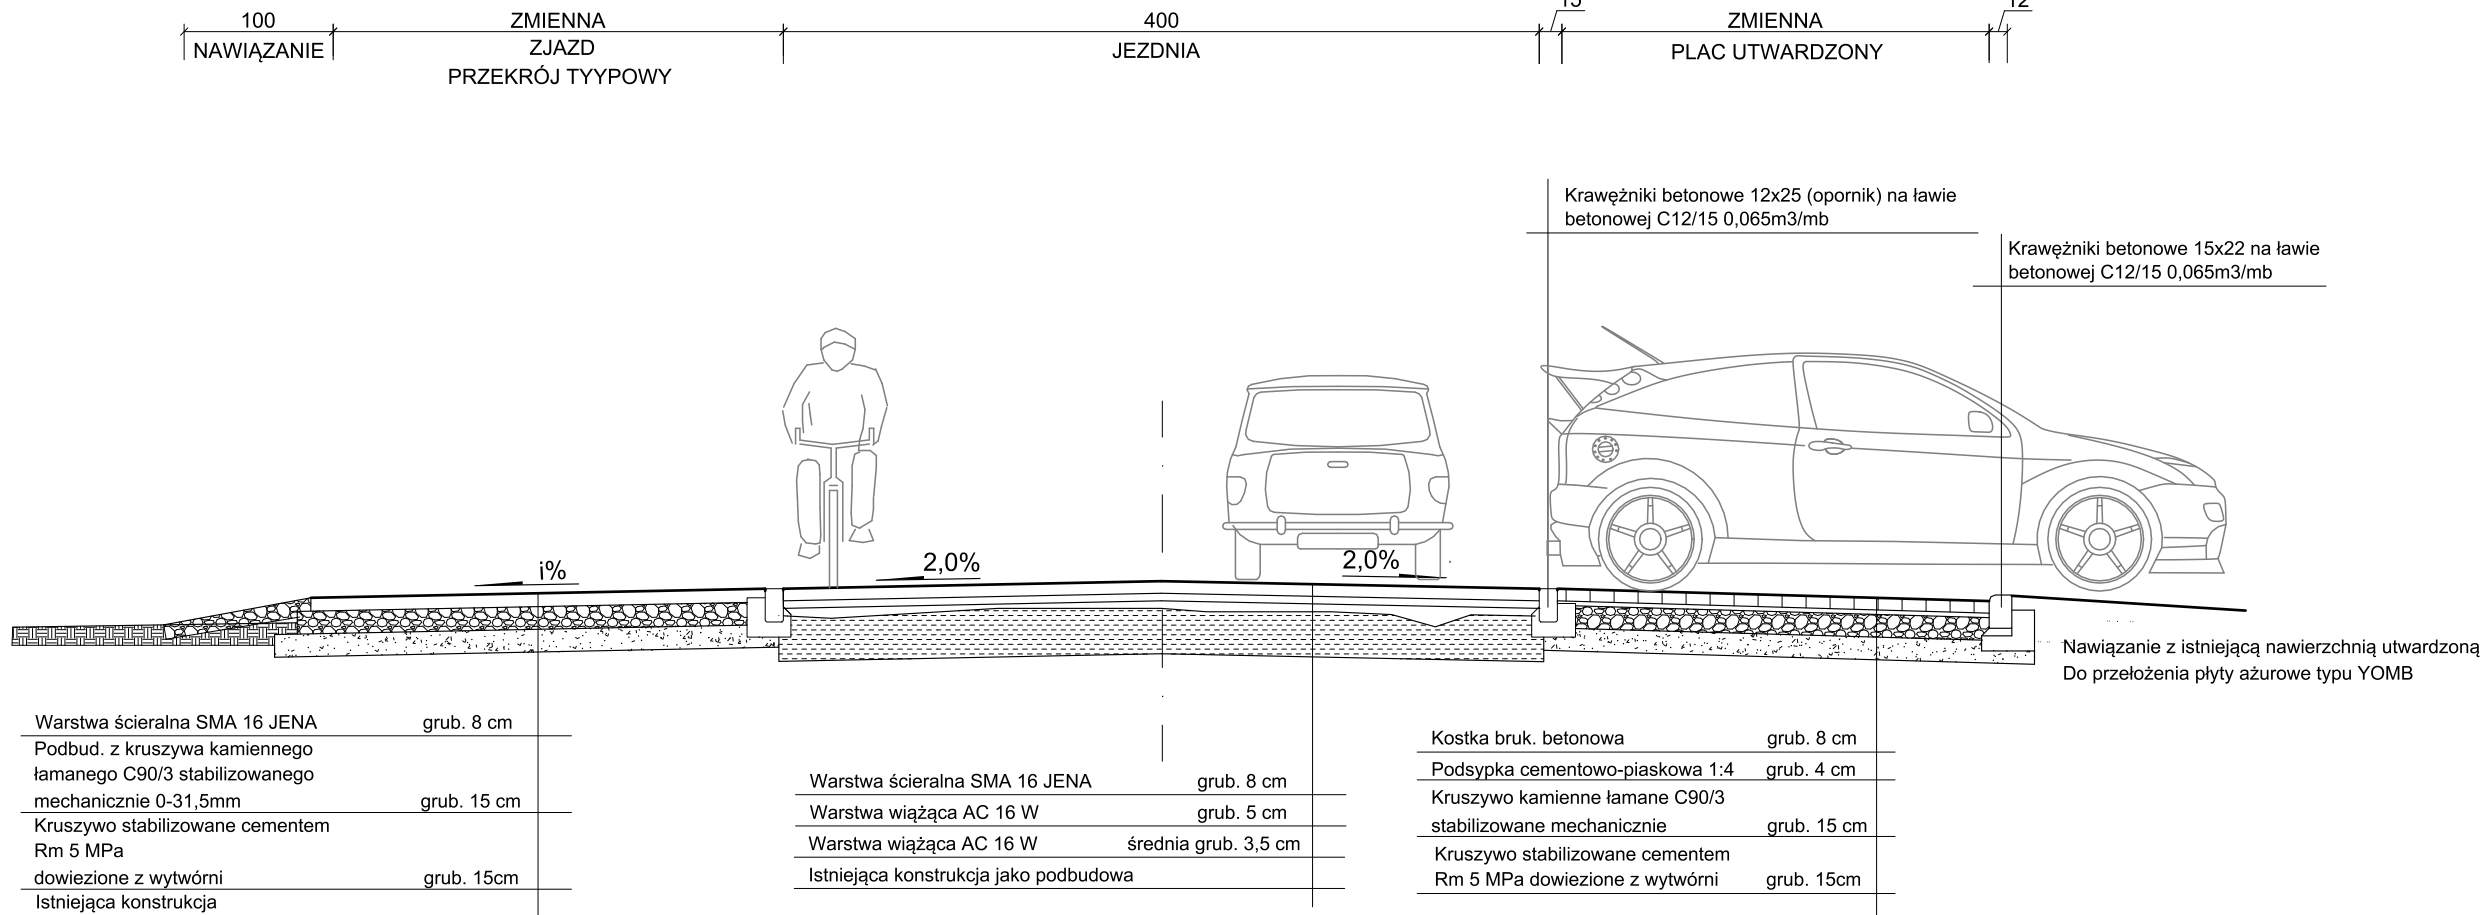 100
ZMIENNA
400
15
ZMIENNA
12
NAWIĄZANIE
ZJAZD
JEZDNIA
PLAC UTWARDZONY
PRZEKRÓJ TYYPOWY
Krawężniki betonowe 12x25 (opornik) na ławie
betonowej C12/15 0,065m3/mb
Krawężniki betonowe 15x22 na ławie
betonowej C12/15 0,065m3/mb
i%
2,0%
2,0%
Nawiązanie z istniejącą nawierzchnią utwardzoną
Do przełożenia płyty ażurowe typu YOMB
Warstwa ścieralna SMA 16 JENA grub. 8 cm
Podbud. z kruszywa kamiennego
łamanego C90/3 stabilizowanego
mechanicznie 0-31,5mm grub. 15 cm
Kruszywo stabilizowane cementem
Rm 5 MPa
dowiezione z wytwórni grub. 15cm
Istniejąca konstrukcja
Warstwa ścieralna SMA 16 JENA grub. 8 cm
Warstwa wiążąca AC 16 W grub. 5 cm
Warstwa wiążąca AC 16 W średnia grub. 3,5 cm
Istniejąca konstrukcja jako podbudowa
Kostka bruk. betonowa grub. 8 cm
Podsypka cementowo-piaskowa 1:4 grub. 4 cm
Kruszywo kamienne łamane C90/3
stabilizowane mechanicznie grub. 15 cm
Kruszywo stabilizowane cementem
Rm 5 MPa dowiezione z wytwórni grub. 15cm